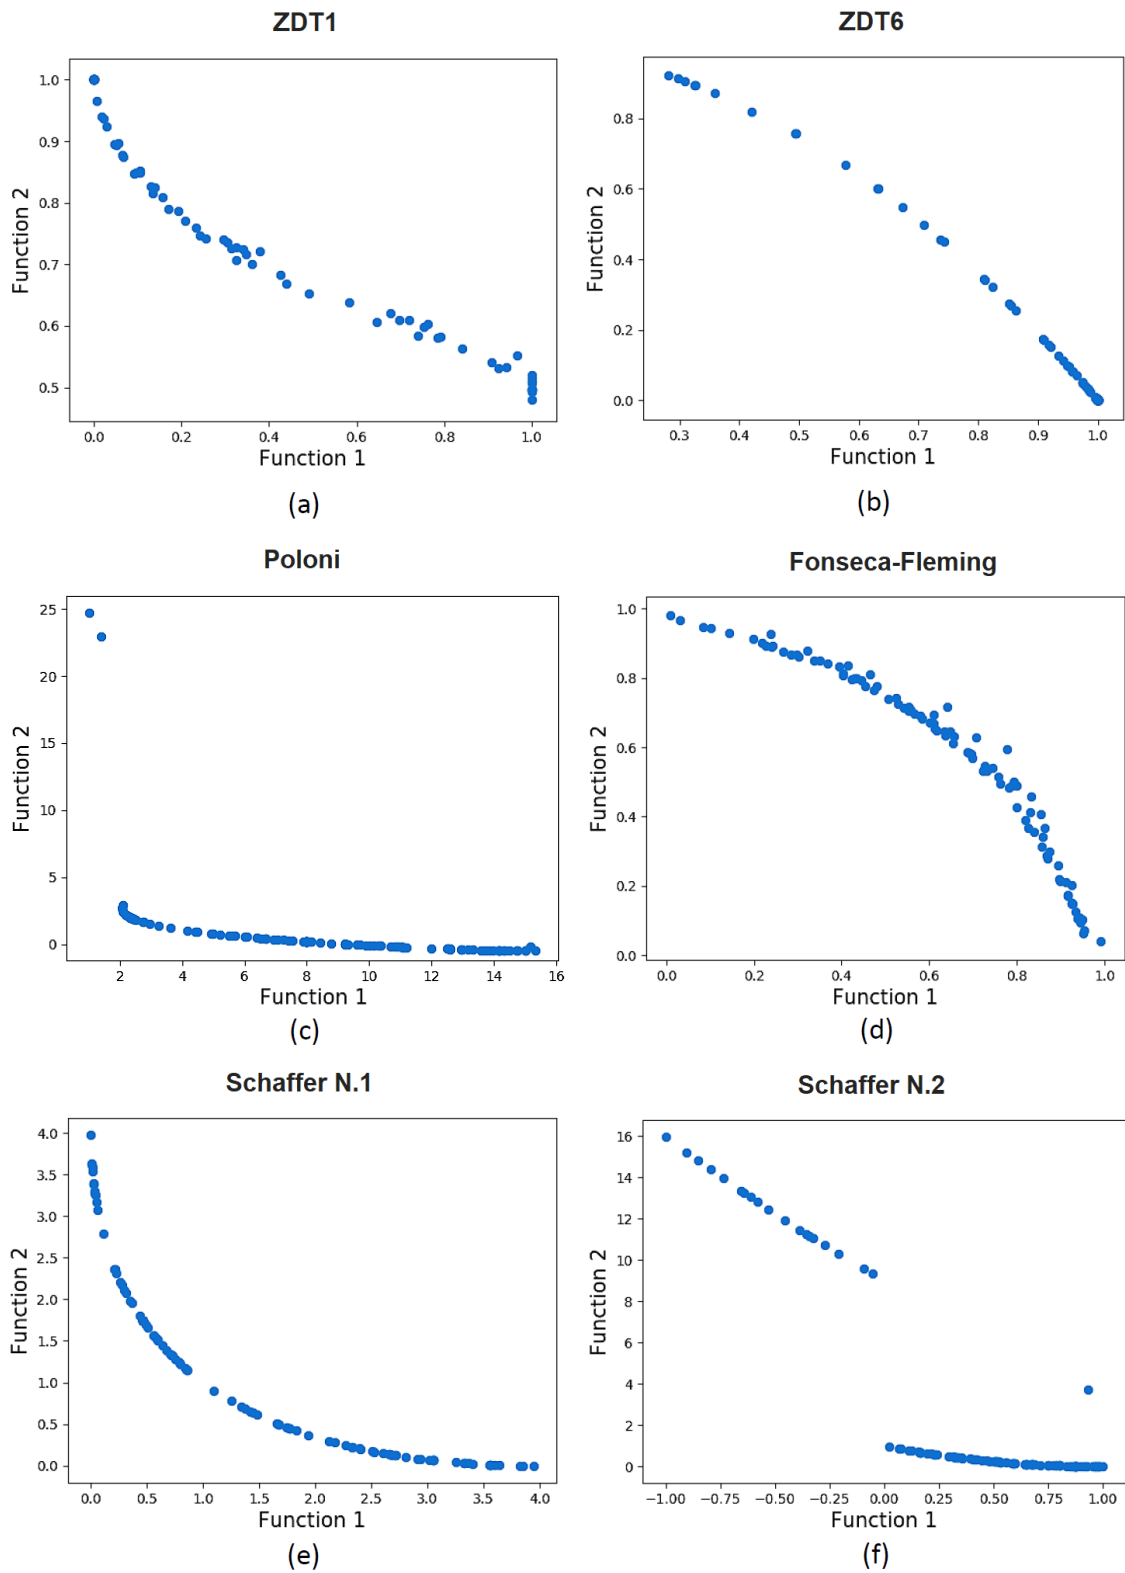 ZDT1
1.0
0.9
0.8
0.7
0.6
0.5
Function 2
0.0 0.2 0.4 0.6 0.8 1.0
Function 1
(a)
ZDT6
0.8
0.6
0.4
0.2
0.0
Function 2
0.3 0.4 0.5 0.6 0.7 0.8 0.9 1.0
Function 1
(b)
Poloni
25
20
15
10
5
0
Function 2
2 4 6 8 10 12 14 16
Function 1
(c)
Fonseca-Fleming
1.0
0.8
0.6
0.4
0.2
0.0
Function 2
0.0 0.2 0.4 0.6 0.8 1.0
Function 1
(d)
Schaffer N.1
4.0
3.5
3.0
2.5
2.0
1.5
1.0
0.5
0.0
Function 2
0.0 0.5 1.0 1.5 2.0 2.5 3.0 3.5 4.0
Function 1
(e)
Schaffer N.2
16
14
12
10
8
6
4
2
0
Function 2
−1.00 −0.75 −0.50 −0.25 0.00 0.25 0.50 0.75 1.00
Function 1
(f)